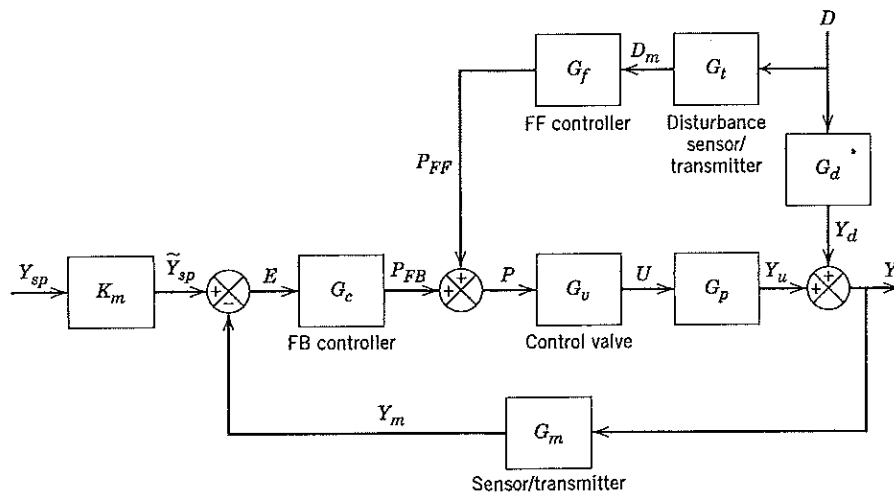 D
D_m
G_f
G_t
FF controller
Disturbance
sensor/
transmitter
P_FF
G_d
Y_d
Y_sp
K_m
Ỹ_sp
+
−
E
G_c
P_FB
+
+
P
G_v
U
G_p
Y_u
+
+
Y
FB controller
Control valve
Y_m
G_m
Sensor/transmitter